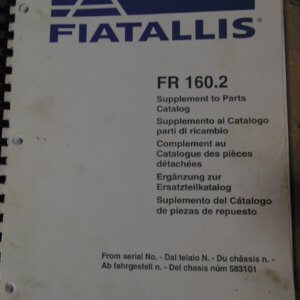 FIATALLIS
FR 160.2
Supplement to Parts
Catalog
Supplemento al Catalogo
parti di ricambio
Complement au
Catalogue des pièces
détachées
Ergänzung zur
Ersatzteilkatalog
Suplemento del Cátalogo
de piezas de repuesto
From serial No. - Dal telaio N. - Du châssis n. -
Ab fahrgestell n. - Del chasis núm 583101